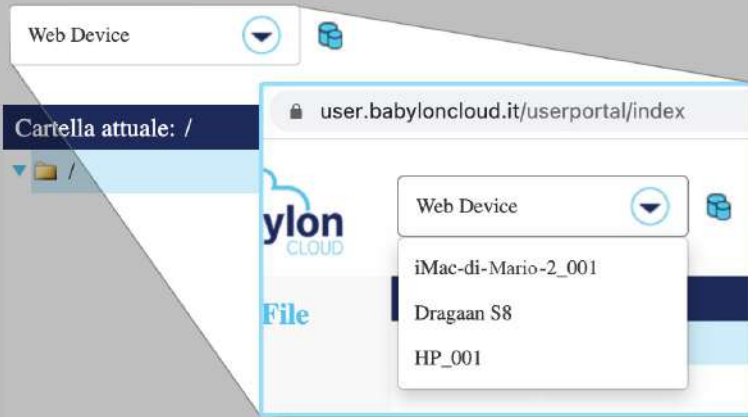 Web Device
Cartella attuale: /
/
user.babyloncloud.it/userportal/index
ylon
CLOUD
Web Device
File
iMac-di-Mario-2_001
Dragaan S8
HP_001